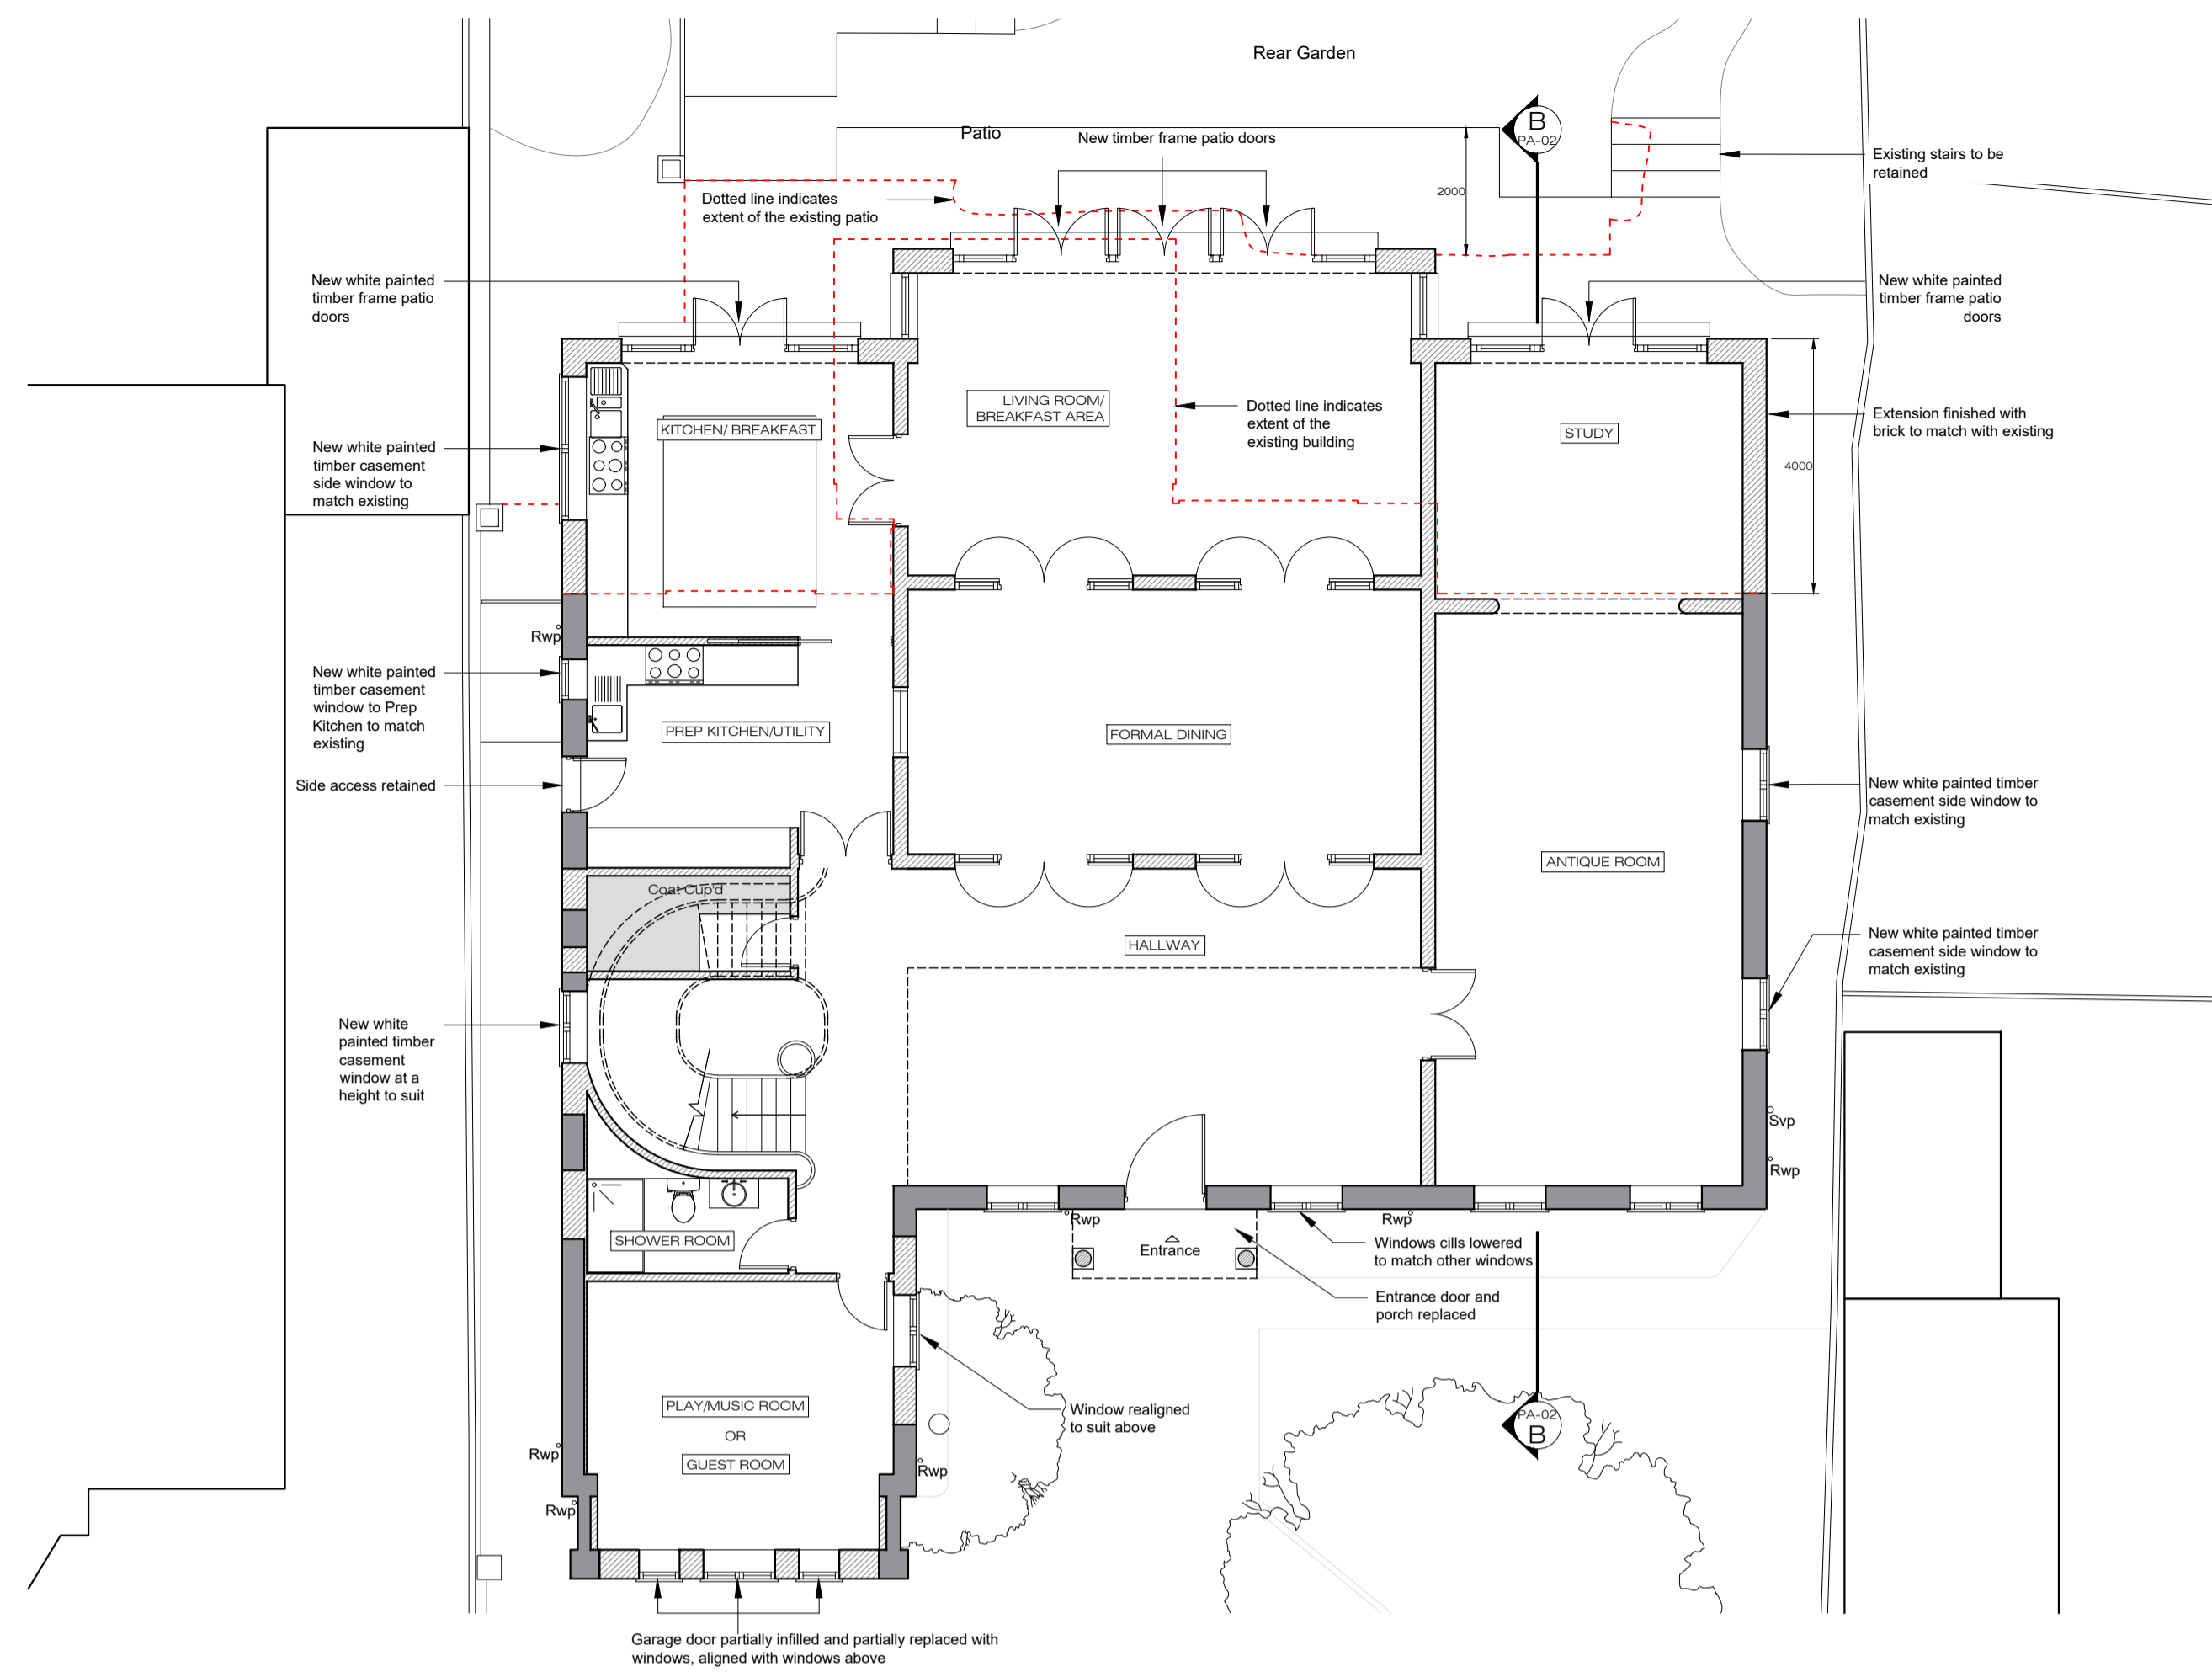 Rear Garden
Patio
New timber frame patio doors
B
PA-02
Existing stairs to be
retained
2000
Dotted line indicates
extent of the existing patio
New white painted
timber frame patio
doors
New white painted
timber frame patio
doors
LIVING ROOM/
BREAKFAST AREA
Dotted line indicates
extent of the
existing building
KITCHEN/ BREAKFAST
STUDY
Extension finished with
brick to match with existing
4000
New white painted
timber casement
side window to
match existing
Rwp
New white painted
timber casement
window to Prep
Kitchen to match
existing
PREP KITCHEN/UTILITY
FORMAL DINING
Side access retained
New white painted timber
casement side window to
match existing
ANTIQUE ROOM
Coat Cup'd
HALLWAY
New white painted timber
casement side window to
match existing
New white
painted timber
casement
window at a
height to suit
Svp
Rwp
SHOWER ROOM
Rwp
Rwp
Entrance
Windows cills lowered
to match other windows
Entrance door and
porch replaced
PLAY/MUSIC ROOM
OR
GUEST ROOM
Window realigned
to suit above
PA-02
B
Rwp
Rwp
Rwp
Garage door partially infilled and partially replaced with
windows, aligned with windows above